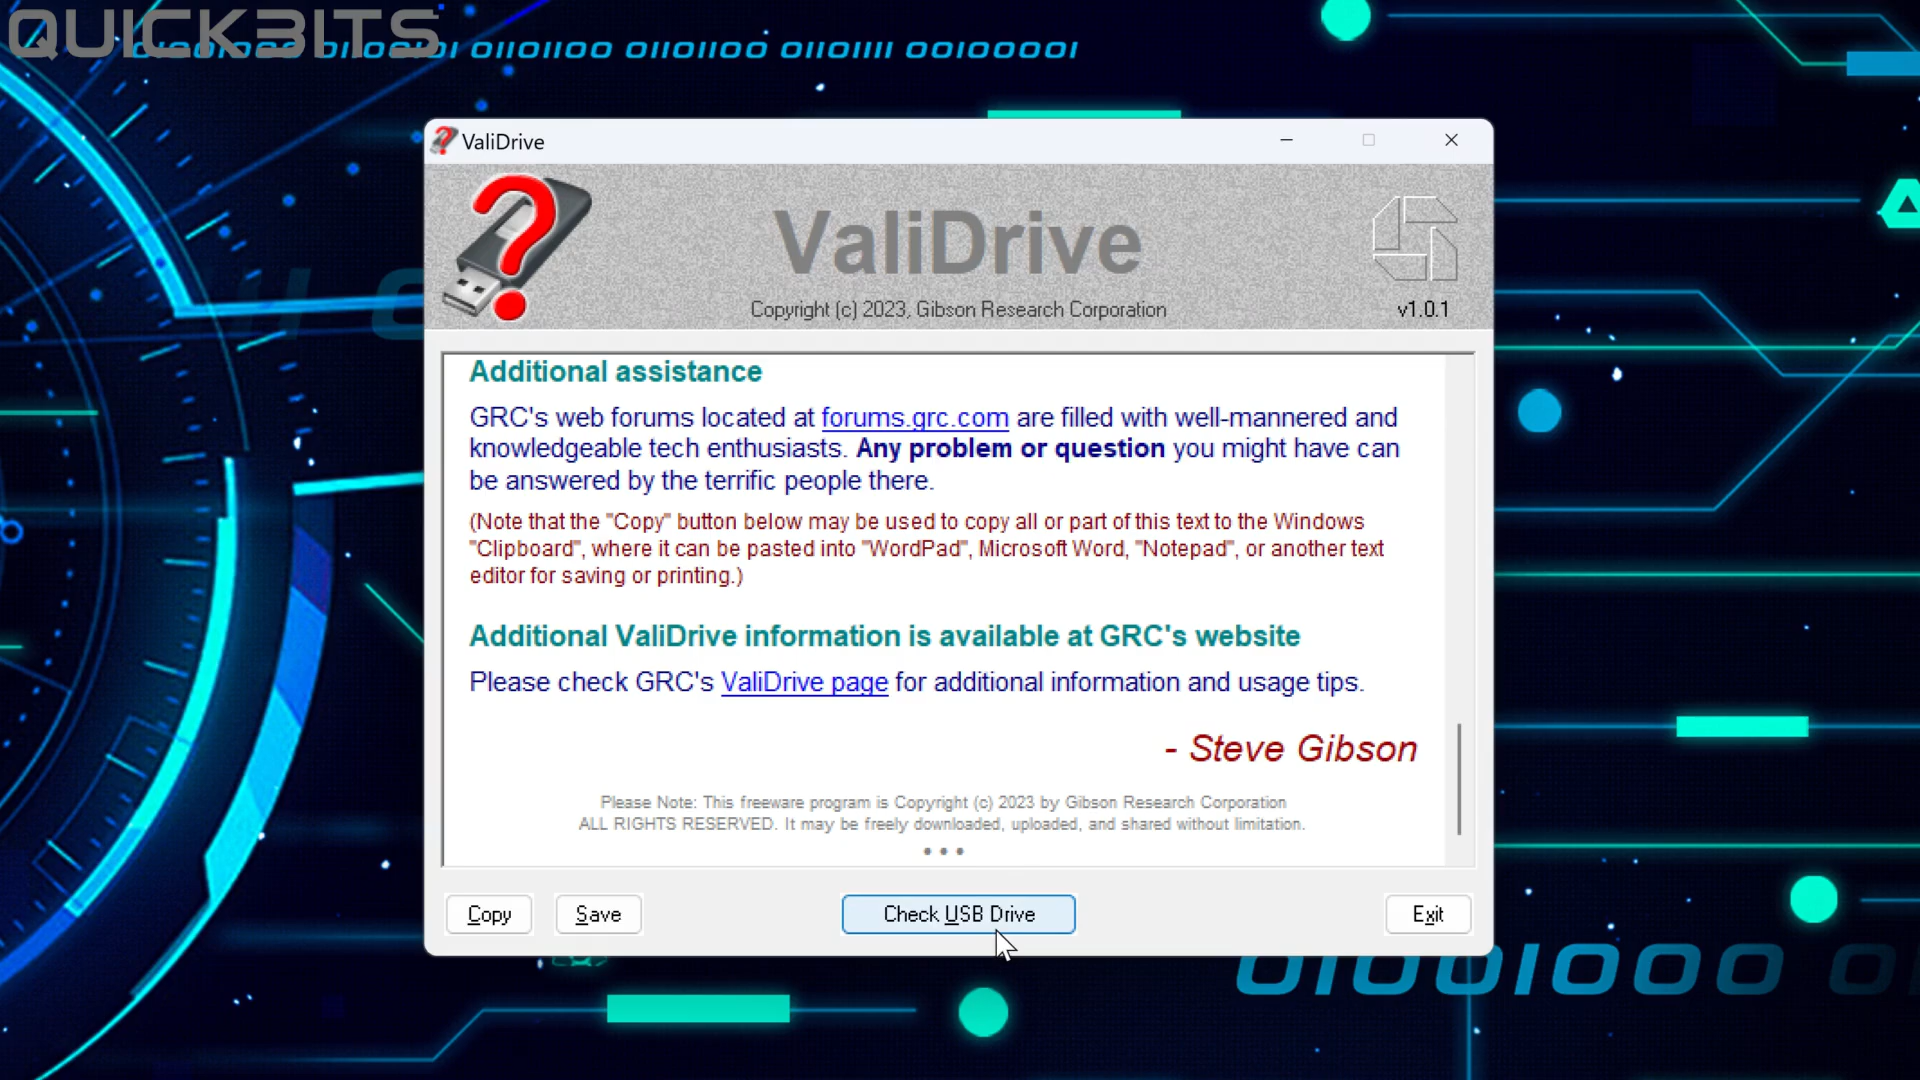 QUICKBITS
01101100 01101100 01101111 00100001
ValiDrive
ValiDrive
Copyright (c) 2023, Gibson Research Corporation
v1.0.1
Additional assistance
GRC's web forums located at forums.grc.com are filled with well-mannered and
knowledgeable tech enthusiasts. Any problem or question you might have can
be answered by the terrific people there.
(Note that the "Copy" button below may be used to copy all or part of this text to the Windows
"Clipboard", where it can be pasted into "WordPad", Microsoft Word, "Notepad", or another text
editor for saving or printing.)
Additional ValiDrive information is available at GRC's website
Please check GRC's ValiDrive page for additional information and usage tips.
- Steve Gibson
Please Note: This freeware program is Copyright (c) 2023 by Gibson Research Corporation
ALL RIGHTS RESERVED. It may be freely downloaded, uploaded, and shared without limitation.
• • •
Copy
Save
Check USB Drive
Exit
01001000